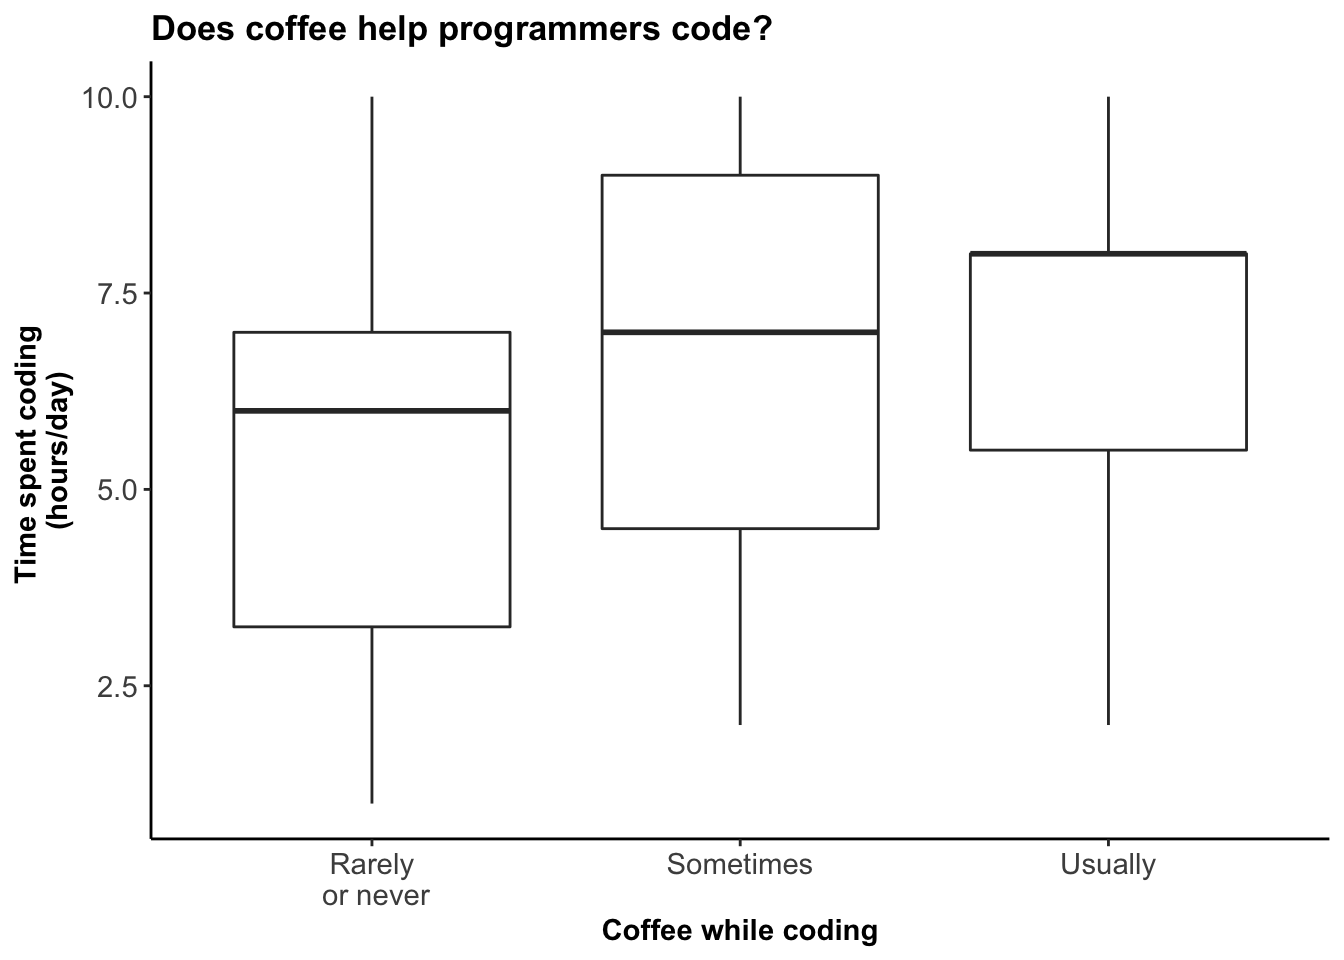 Does coffee help programmers code?
Time spent coding
(hours/day)
10.0
7.5
5.0
2.5
Rarely
or never
Sometimes
Usually
Coffee while coding